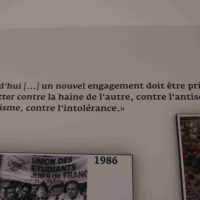 d'hui [...] un nouvel engagement doit être pri
tter contre la haine de l'autre, contre l'antisé
isme, contre l'intolérance.»
1986
UNION DES
ÉTUDIANTS
JUIFS DE FRANC